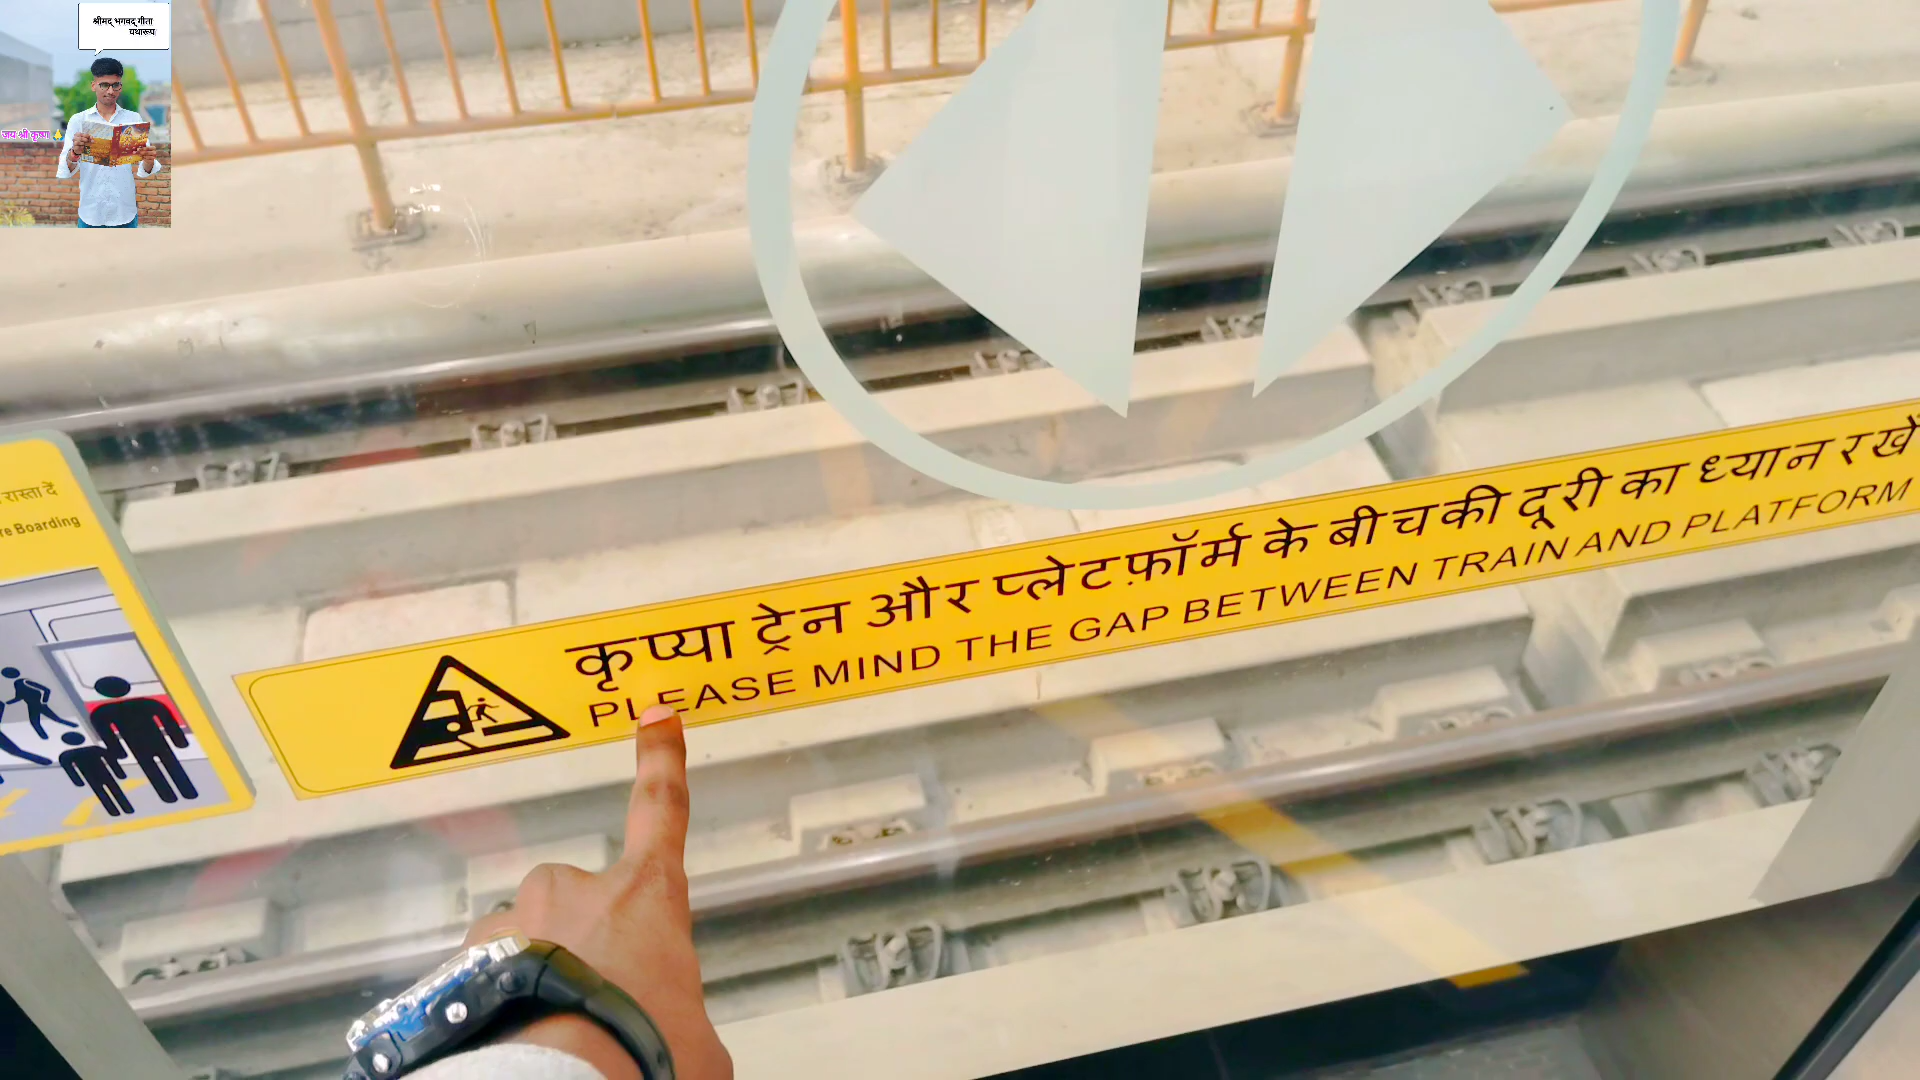 श्रीमद् भगवद् गीता
यथारूप
जय श्री कृष्ण 🙏
रास्ता दें
re Boarding
कृप्या ट्रेन और प्लेटफ़ॉर्म के बीच की दूरी का ध्यान रखें
PLEASE MIND THE GAP BETWEEN TRAIN AND PLATFORM